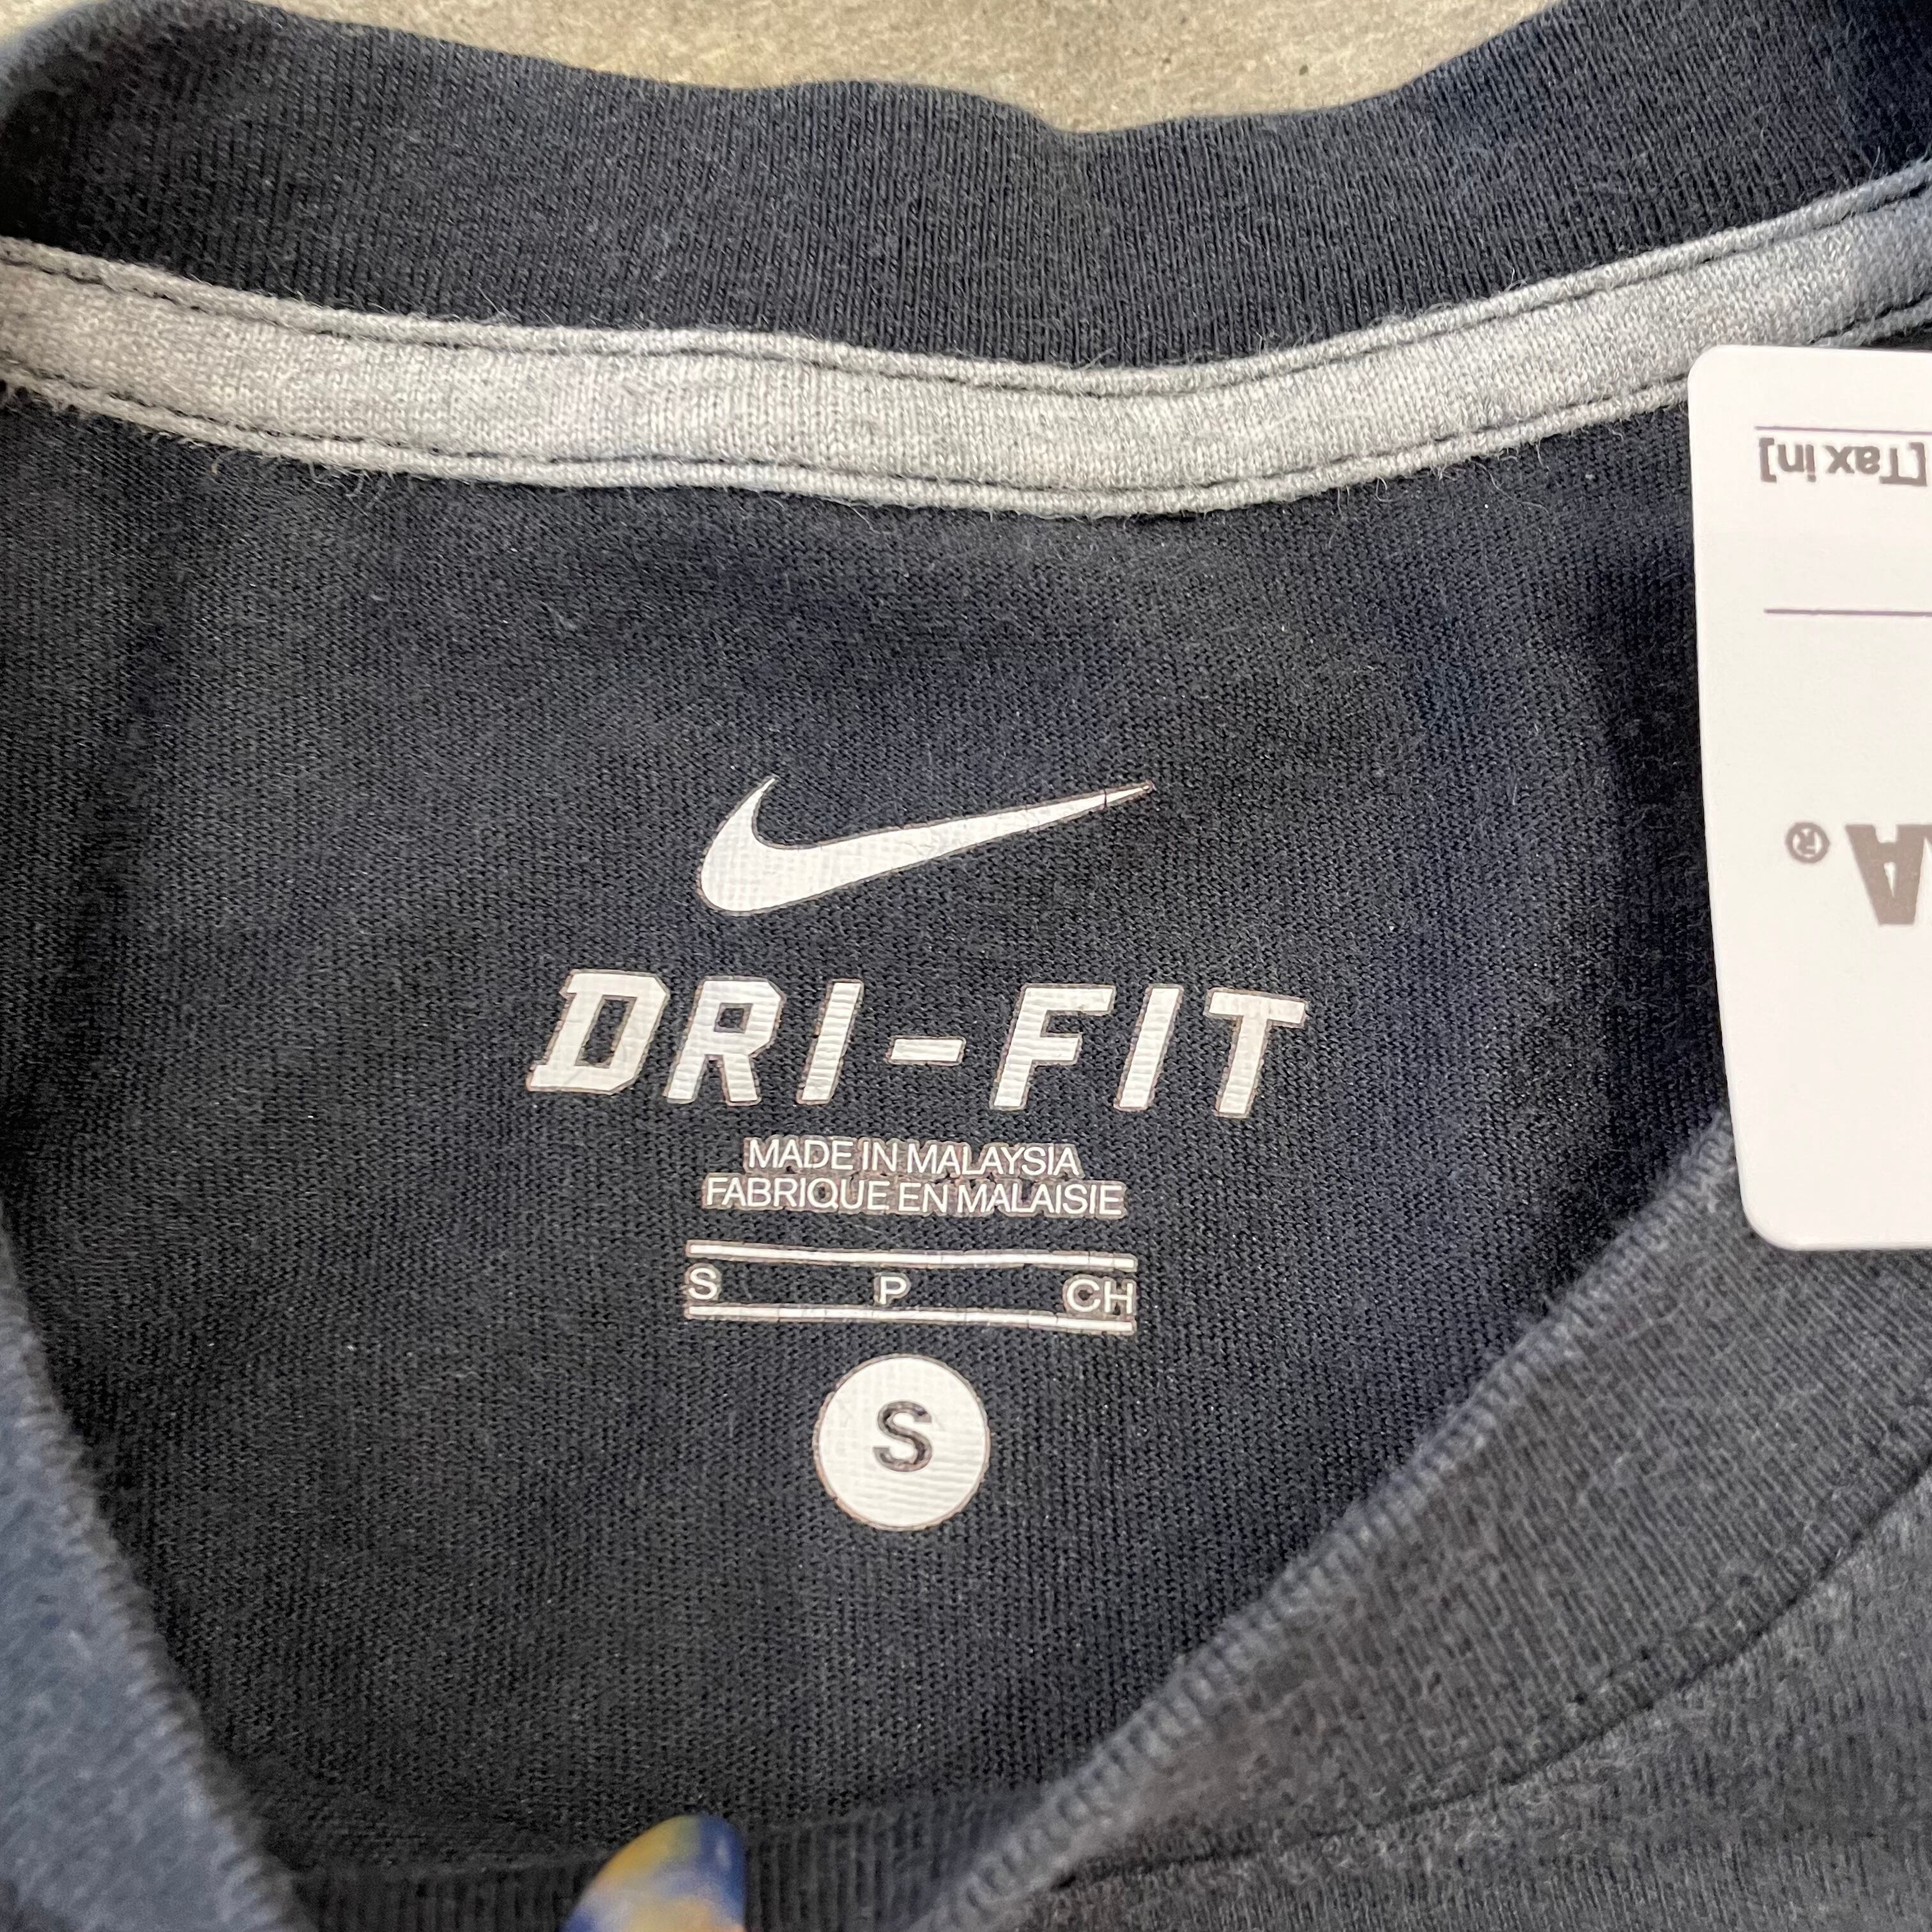 DRI-FIT
MADE IN MALAYSIA
FABRIQUE EN MALAISIE
S P CH
S
[Tax in]
A®